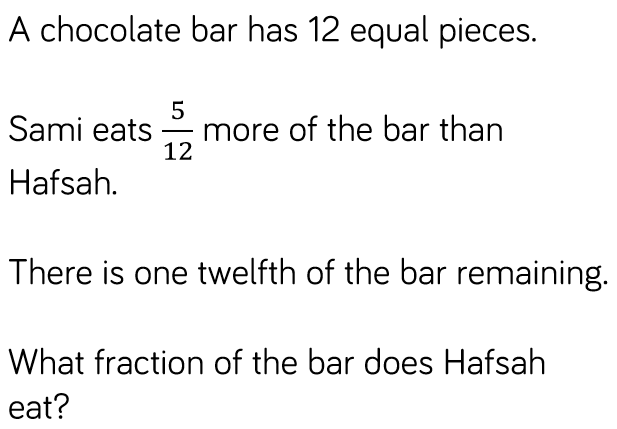 A chocolate bar has 12 equal pieces.
Sami eats 5/12 more of the bar than
Hafsah.
There is one twelfth of the bar remaining.
What fraction of the bar does Hafsah
eat?